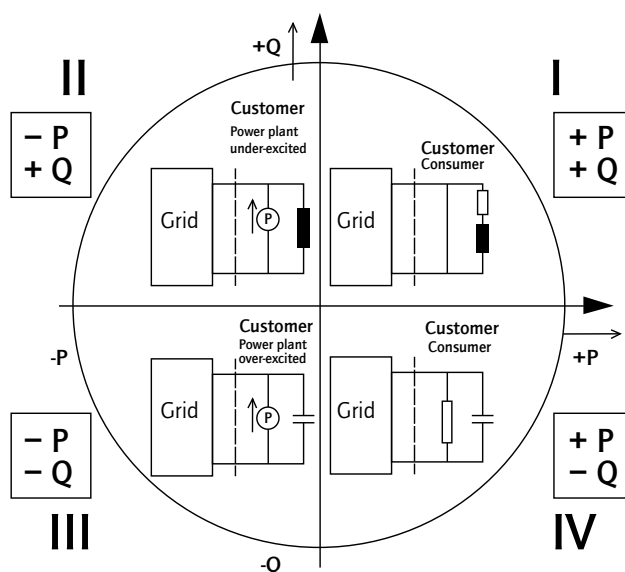 +Q
II
I
– P
+ Q
+ P
+ Q
Customer
Power plant
under-excited
Customer
Consumer
Grid
P
Grid
-P
+P
Customer
Power plant
over-excited
Customer
Consumer
Grid
P
Grid
– P
– Q
+ P
– Q
III
IV
-Q